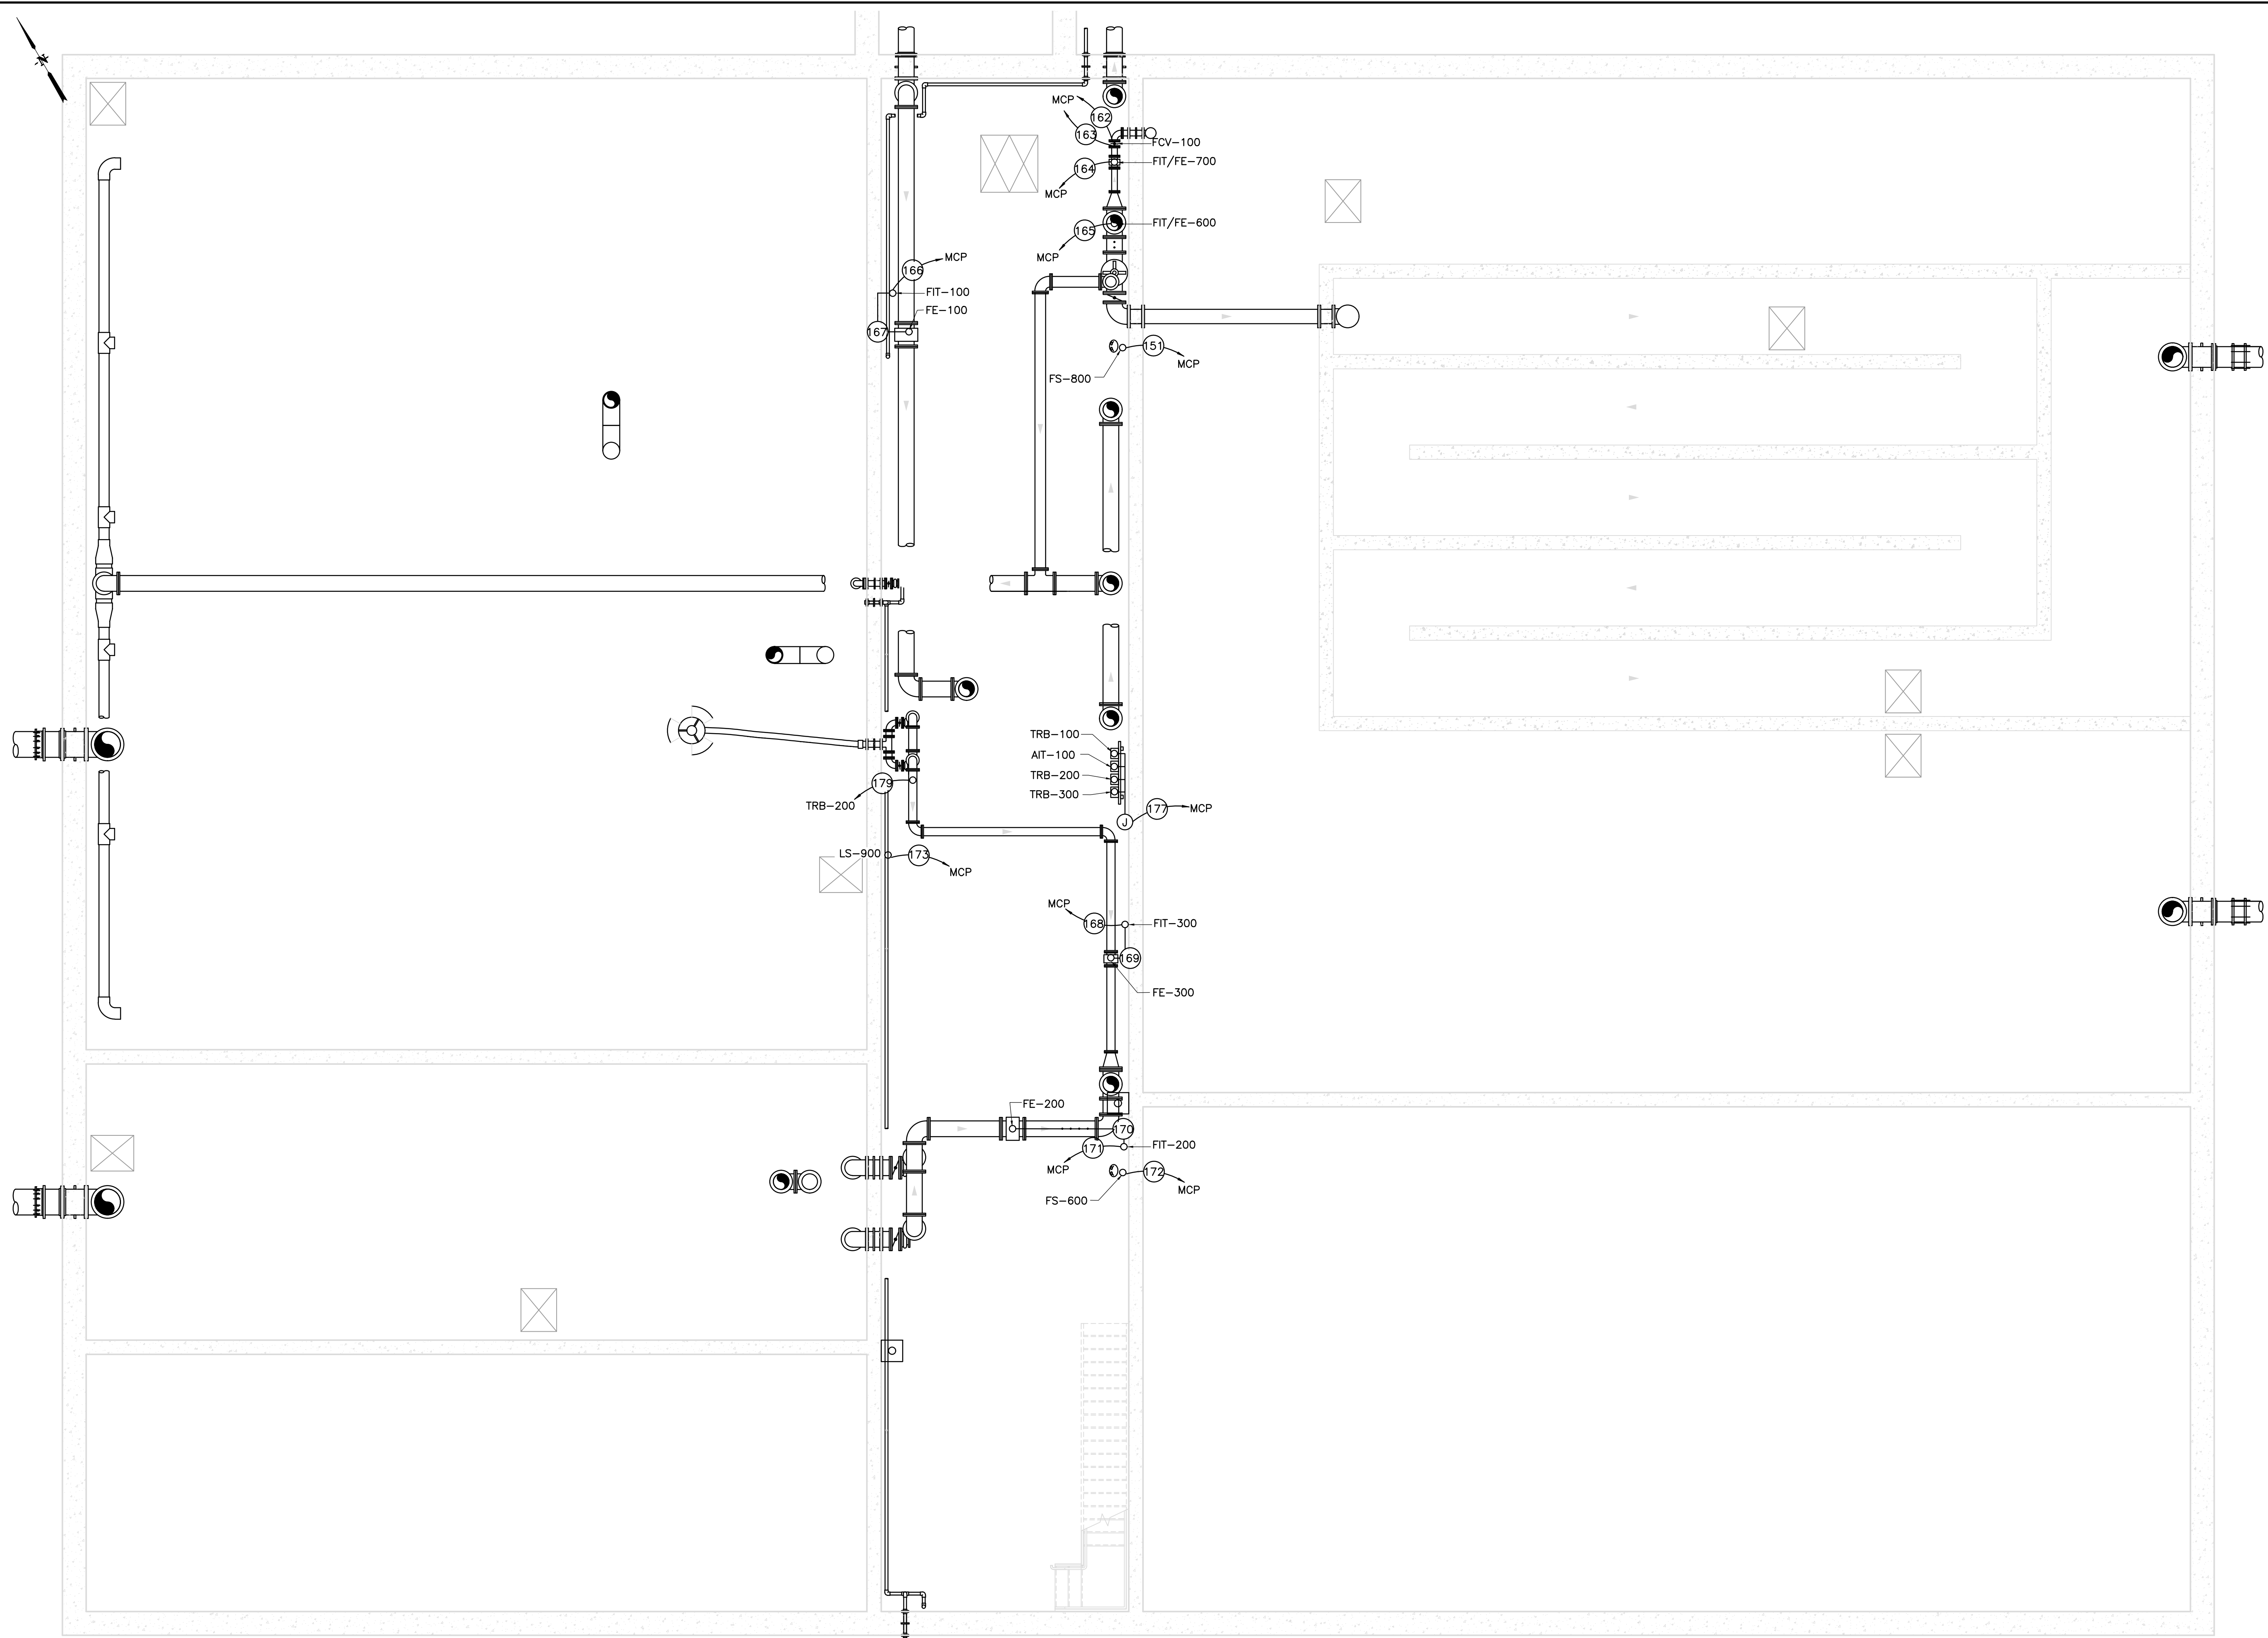 N
MCP
162
163
FCV-100
FIT/FE-700
164
MCP
FIT/FE-600
165
MCP
MCP
166
FIT-100
FE-100
167
151
MCP
FS-800
TRB-100
AIT-100
TRB-200
TRB-300
179
TRB-200
177
MCP
J
LS-900
173
MCP
MCP
168
FIT-300
169
FE-300
FE-200
170
FIT-200
171
MCP
172
MCP
FS-600